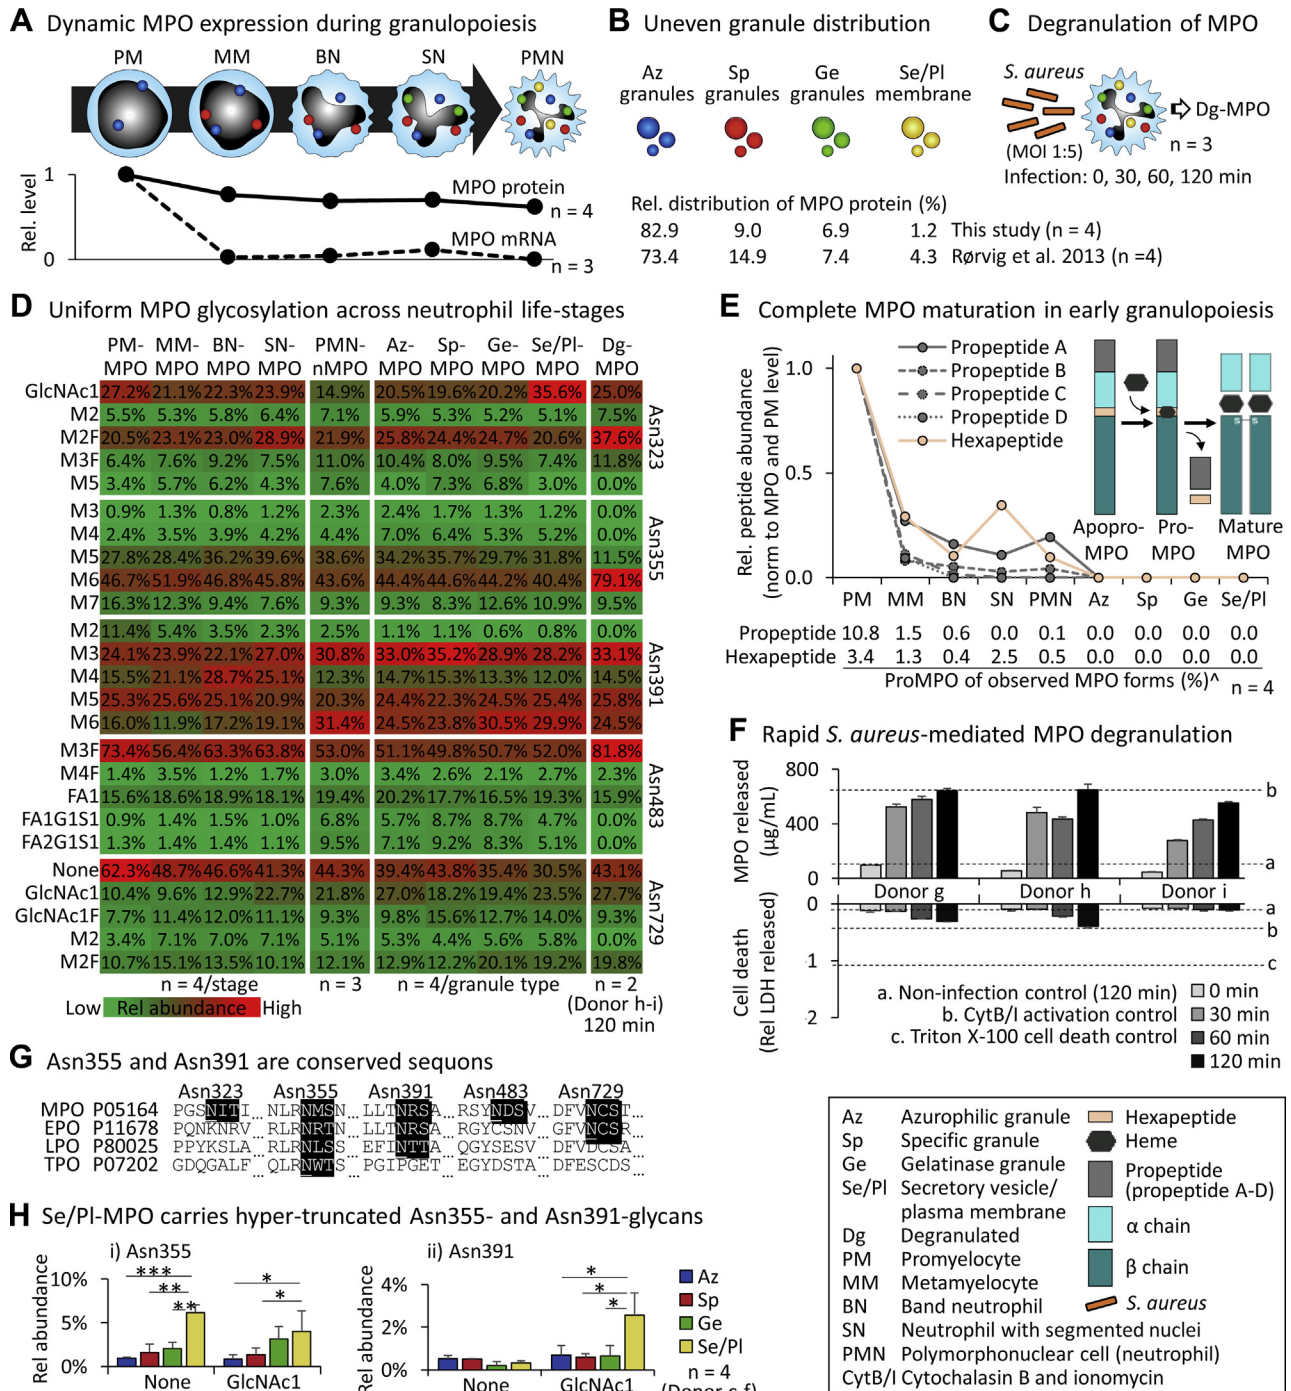 A Dynamic MPO expression during granulopoiesis
PM MM BN SN PMN
1
0
Rel. level
MPO protein
n = 4
MPO mRNA
n = 3
B Uneven granule distribution
Az granules
Sp granules
Ge granules
Se/Pl membrane
Rel. distribution of MPO protein (%)
82.9 9.0 6.9 1.2 This study (n = 4)
73.4 14.9 7.4 4.3 Rørvig et al. 2013 (n =4)
C Degranulation of MPO
S. aureus
(MOI 1:5)
Dg-MPO
n = 3
Infection: 0, 30, 60, 120 min
D Uniform MPO glycosylation across neutrophil life-stages
PM- MM- BN- SN- PMN- Az- Sp- Ge- Se/Pl- Dg-
MPO MPO MPO MPO nMPO MPO MPO MPO MPO MPO
GlcNAc1 27.2% 21.1% 22.3% 23.9% 14.9% 20.5% 19.6% 20.2% 35.6% 25.0%
M2 5.5% 5.3% 5.8% 6.4% 7.1% 5.9% 5.3% 5.2% 5.1% 7.5%
M2F 20.5% 23.1% 23.0% 28.9% 21.9% 25.8% 24.4% 24.7% 20.6% 37.6%
M3F 6.4% 7.6% 9.2% 7.5% 11.0% 10.4% 8.0% 9.5% 7.4% 11.8%
M5 3.4% 5.7% 6.2% 4.3% 7.6% 4.0% 7.3% 6.8% 3.0% 0.0%
Asn323
M3 0.9% 1.3% 0.8% 1.2% 2.3% 2.4% 1.7% 1.3% 1.2% 0.0%
M4 2.4% 3.5% 3.9% 4.2% 4.4% 7.0% 6.4% 5.3% 5.2% 0.0%
M5 27.8% 28.4% 36.2% 39.6% 38.6% 34.2% 35.7% 29.7% 31.8% 11.5%
M6 46.7% 51.9% 46.8% 45.8% 43.6% 44.4% 44.6% 44.2% 40.4% 79.1%
M7 16.3% 12.3% 9.4% 7.6% 9.3% 9.3% 8.3% 12.6% 10.9% 9.5%
Asn355
M2 11.4% 5.4% 3.5% 2.3% 2.5% 1.1% 1.1% 0.6% 0.8% 0.0%
M3 24.1% 23.9% 22.1% 27.0% 30.8% 33.0% 35.2% 28.9% 28.2% 33.1%
M4 15.5% 21.1% 28.7% 25.1% 12.3% 14.7% 15.3% 13.3% 12.0% 14.5%
M5 25.3% 25.6% 25.1% 20.9% 20.3% 24.4% 22.3% 24.5% 25.4% 25.8%
M6 16.0% 11.9% 17.2% 19.1% 31.4% 24.5% 23.8% 30.5% 29.9% 24.5%
Asn391
M3F 73.4% 56.4% 63.3% 63.8% 53.0% 51.1% 49.8% 50.7% 52.0% 81.8%
M4F 1.4% 3.5% 1.2% 1.7% 3.0% 3.4% 2.6% 2.1% 2.7% 2.3%
FA1 15.6% 18.6% 18.9% 18.1% 19.4% 20.2% 17.7% 16.5% 19.3% 15.9%
FA1G1S1 0.9% 1.4% 1.5% 1.0% 6.8% 5.7% 8.7% 8.7% 4.7% 0.0%
FA2G1S1 1.3% 1.4% 1.4% 1.1% 9.5% 7.1% 9.2% 8.3% 5.1% 0.0%
Asn483
None 62.3% 48.7% 46.6% 41.3% 44.3% 39.4% 43.8% 35.4% 30.5% 43.1%
GlcNAc1 10.4% 9.6% 12.9% 22.7% 21.8% 27.0% 18.2% 19.4% 23.5% 27.7%
GlcNAc1F 7.7% 11.4% 12.0% 11.1% 9.3% 9.8% 15.6% 12.7% 14.0% 9.3%
M2 3.4% 7.1% 7.0% 7.1% 5.1% 5.3% 4.4% 5.6% 5.8% 0.0%
M2F 10.7% 15.1% 13.5% 10.1% 12.1% 12.9% 12.2% 20.1% 19.2% 19.8%
Asn729
n = 4/stage n = 3 n = 4/granule type n = 2
(Donor h-i)
120 min
Low Rel abundance High
E Complete MPO maturation in early granulopoiesis
Rel. peptide abundance
(norm to MPO and PM level)
1.0
0.5
0.0
Propeptide A
Propeptide B
Propeptide C
Propeptide D
Hexapeptide
s s
Apopro-MPO
Pro-MPO
Mature MPO
PM MM BN SN PMN Az Sp Ge Se/Pl
Propeptide 10.8 1.5 0.6 0.0 0.1 0.0 0.0 0.0 0.0
Hexapeptide 3.4 1.3 0.4 2.5 0.5 0.0 0.0 0.0 0.0
ProMPO of observed MPO forms (%)^ n = 4
F Rapid S. aureus-mediated MPO degranulation
MPO released
(µg/mL)
800
400
0
b
a
Donor g Donor h Donor i
Cell death
(Rel LDH released)
0
1
2
a
b
c
a. Non-infection control (120 min)
b. CytB/I activation control
c. Triton X-100 cell death control
0 min
30 min
60 min
120 min
G Asn355 and Asn391 are conserved sequons
Asn323 Asn355 Asn391 Asn483 Asn729
MPO P05164 PGSNITI... NLRNMSN... LLTNRSA... RSYNDSV... DFVNCST...
EPO P11678 PQNKNRV... RLRNRTN... LLTNRSA... RGYCSNV... GFVNCSR...
LPO P80025 PPYKSLA... RLRNLSS... EFINTTA... RGYSESV... DFVDCSA...
TPO P07202 GDQGALF... QLRNWTS... PGIPGET... EGYDSTA... DFESCDS...
H Se/Pl-MPO carries hyper-truncated Asn355- and Asn391-glycans
i) Asn355
Rel abundance
10%
5%
0%
*** ** **
* *
None GlcNAc1
ii) Asn391
Rel abundance
4%
2%
0%
* * *
None GlcNAc1
Az
Sp
Ge
Se/Pl
n = 4
(Donor c-f)
Az Azurophilic granule
Sp Specific granule
Ge Gelatinase granule
Se/Pl Secretory vesicle/
plasma membrane
Dg Degranulated
PM Promyelocyte
MM Metamyelocyte
BN Band neutrophil
SN Neutrophil with segmented nuclei
PMN Polymorphonuclear cell (neutrophil)
CytB/I Cytochalasin B and ionomycin
Hexapeptide
Heme
Propeptide
(propeptide A-D)
α chain
β chain
S. aureus